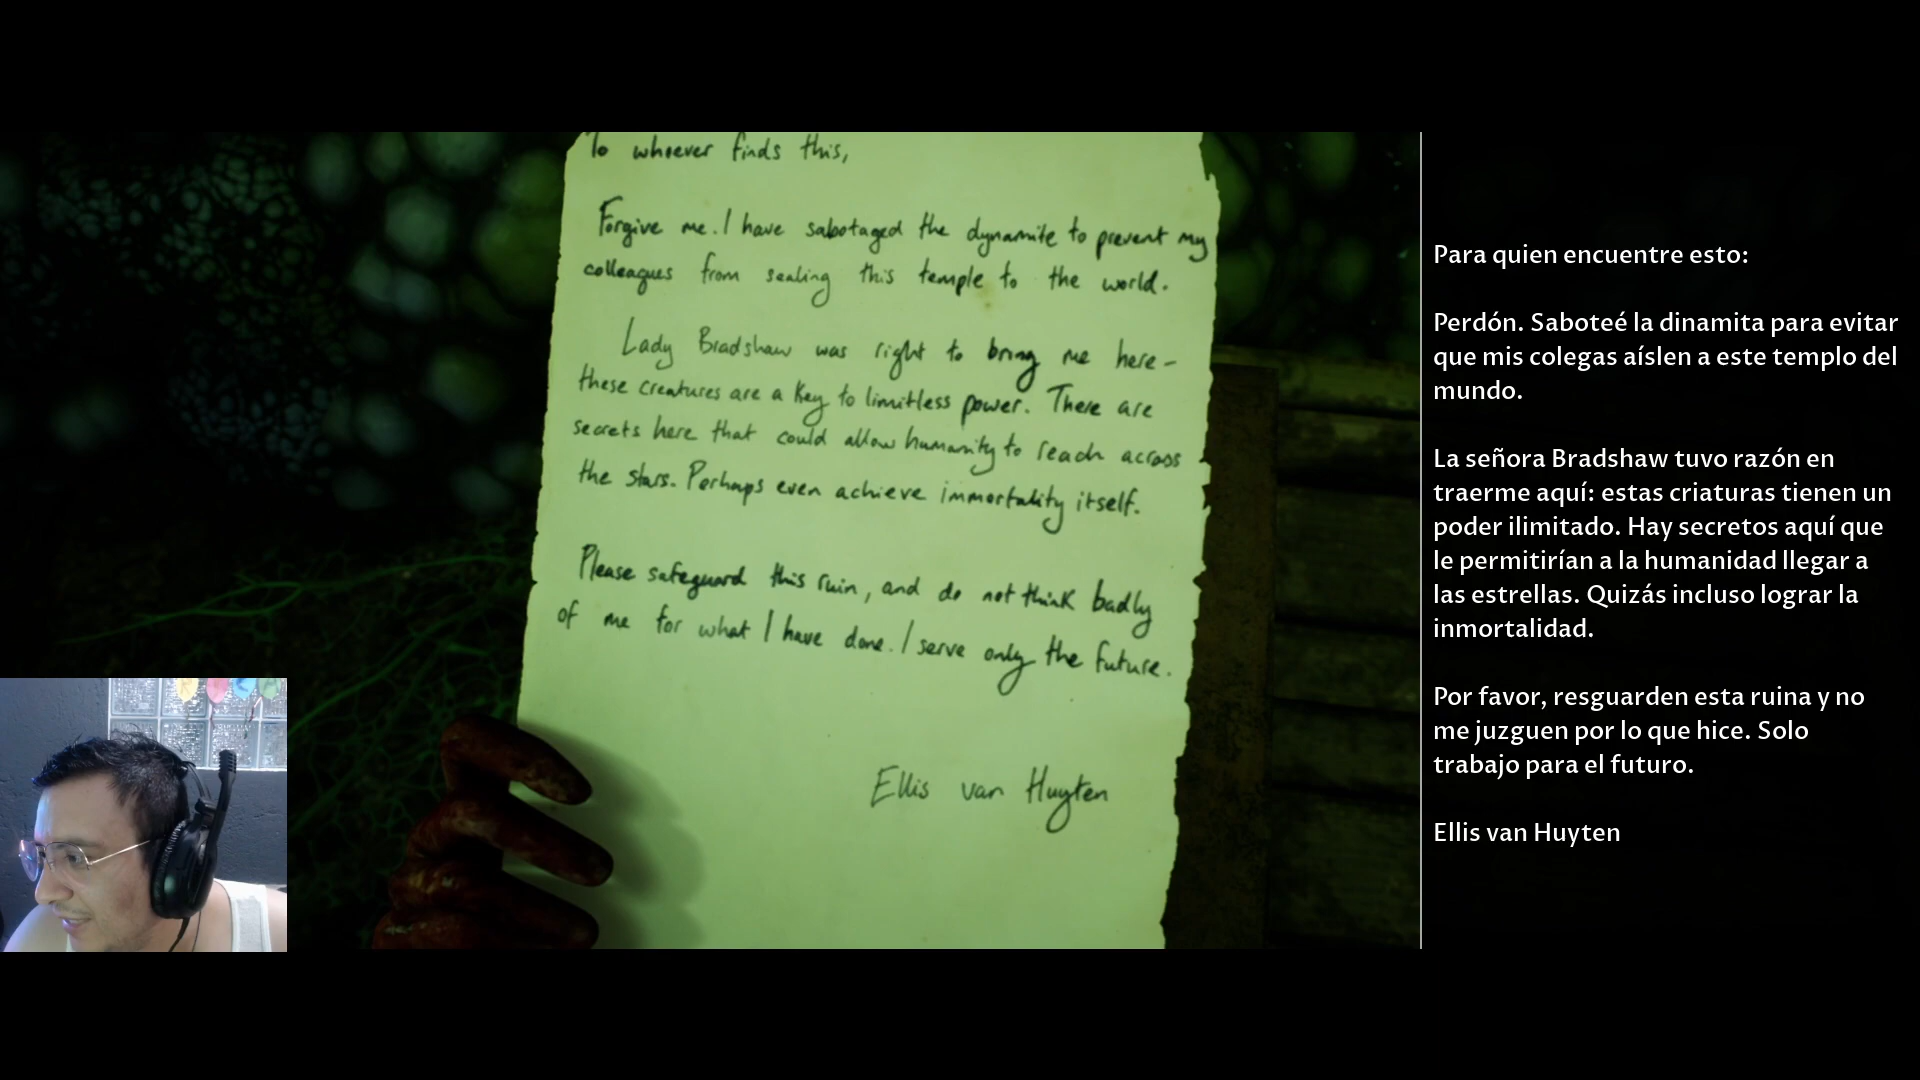 To whoever finds this,
Forgive me. I have sabotaged the dynamite to prevent my
colleagues from sealing this temple to the world.
Lady Bradshaw was right to bring me here -
these creatures are a key to limitless power. There are
secrets here that could allow humanity to reach across
the stars. Perhaps even achieve immortality itself.
Please safeguard this ruin, and do not think badly
of me for what I have done. I serve only the future.
Ellis van Huyten
Para quien encuentre esto:
Perdón. Saboteé la dinamita para evitar
que mis colegas aíslen a este templo del
mundo.
La señora Bradshaw tuvo razón en
traerme aquí: estas criaturas tienen un
poder ilimitado. Hay secretos aquí que
le permitirían a la humanidad llegar a
las estrellas. Quizás incluso lograr la
inmortalidad.
Por favor, resguarden esta ruina y no
me juzguen por lo que hice. Solo
trabajo para el futuro.
Ellis van Huyten